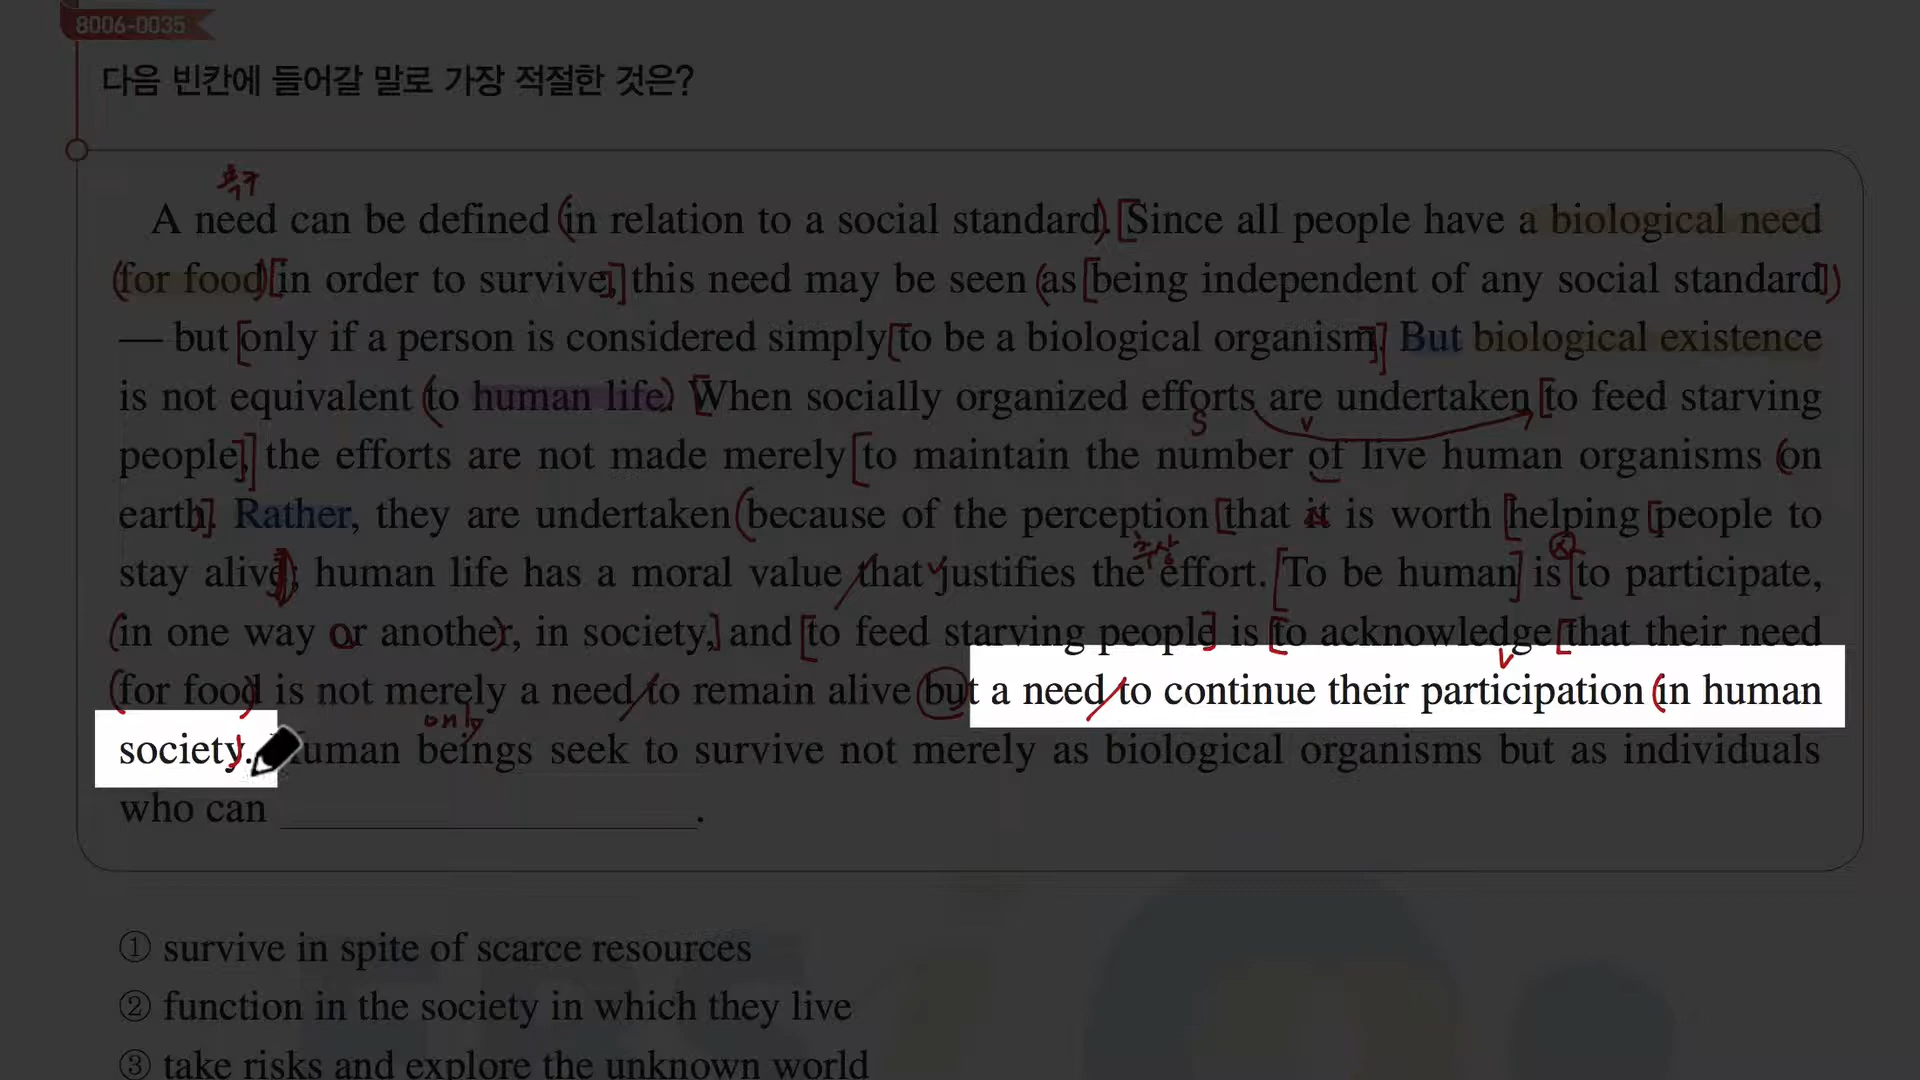 8006-0035
다음 빈칸에 들어갈 말로 가장 적절한 것은?
욕구
A need can be defined (in relation to a social standard). [Since all people have a biological need
(for food) [in order to survive,]] this need may be seen (as [being independent of any social standard])
— but [only if a person is considered simply [to be a biological organism.]] But biological existence
is not equivalent (to human life.) [When socially organized efforts are undertaken [to feed starving
S V
people,]] the efforts are not made merely [to maintain the number of live human organisms (on
earth.)] Rather, they are undertaken (because of the perception [that it is worth [helping [people to
stay alive]]]); human life has a moral value / that justifies the effort. [To be human] is [to participate,
(in one way or another), in society,] and [to feed starving people] is [to acknowledge [that their need
V
(for food) is not merely a need / to remain alive but a need / to continue their participation (in human
only
society.) Human beings seek to survive not merely as biological organisms but as individuals
who can ____________________.
① survive in spite of scarce resources
② function in the society in which they live
③ take risks and explore the unknown world